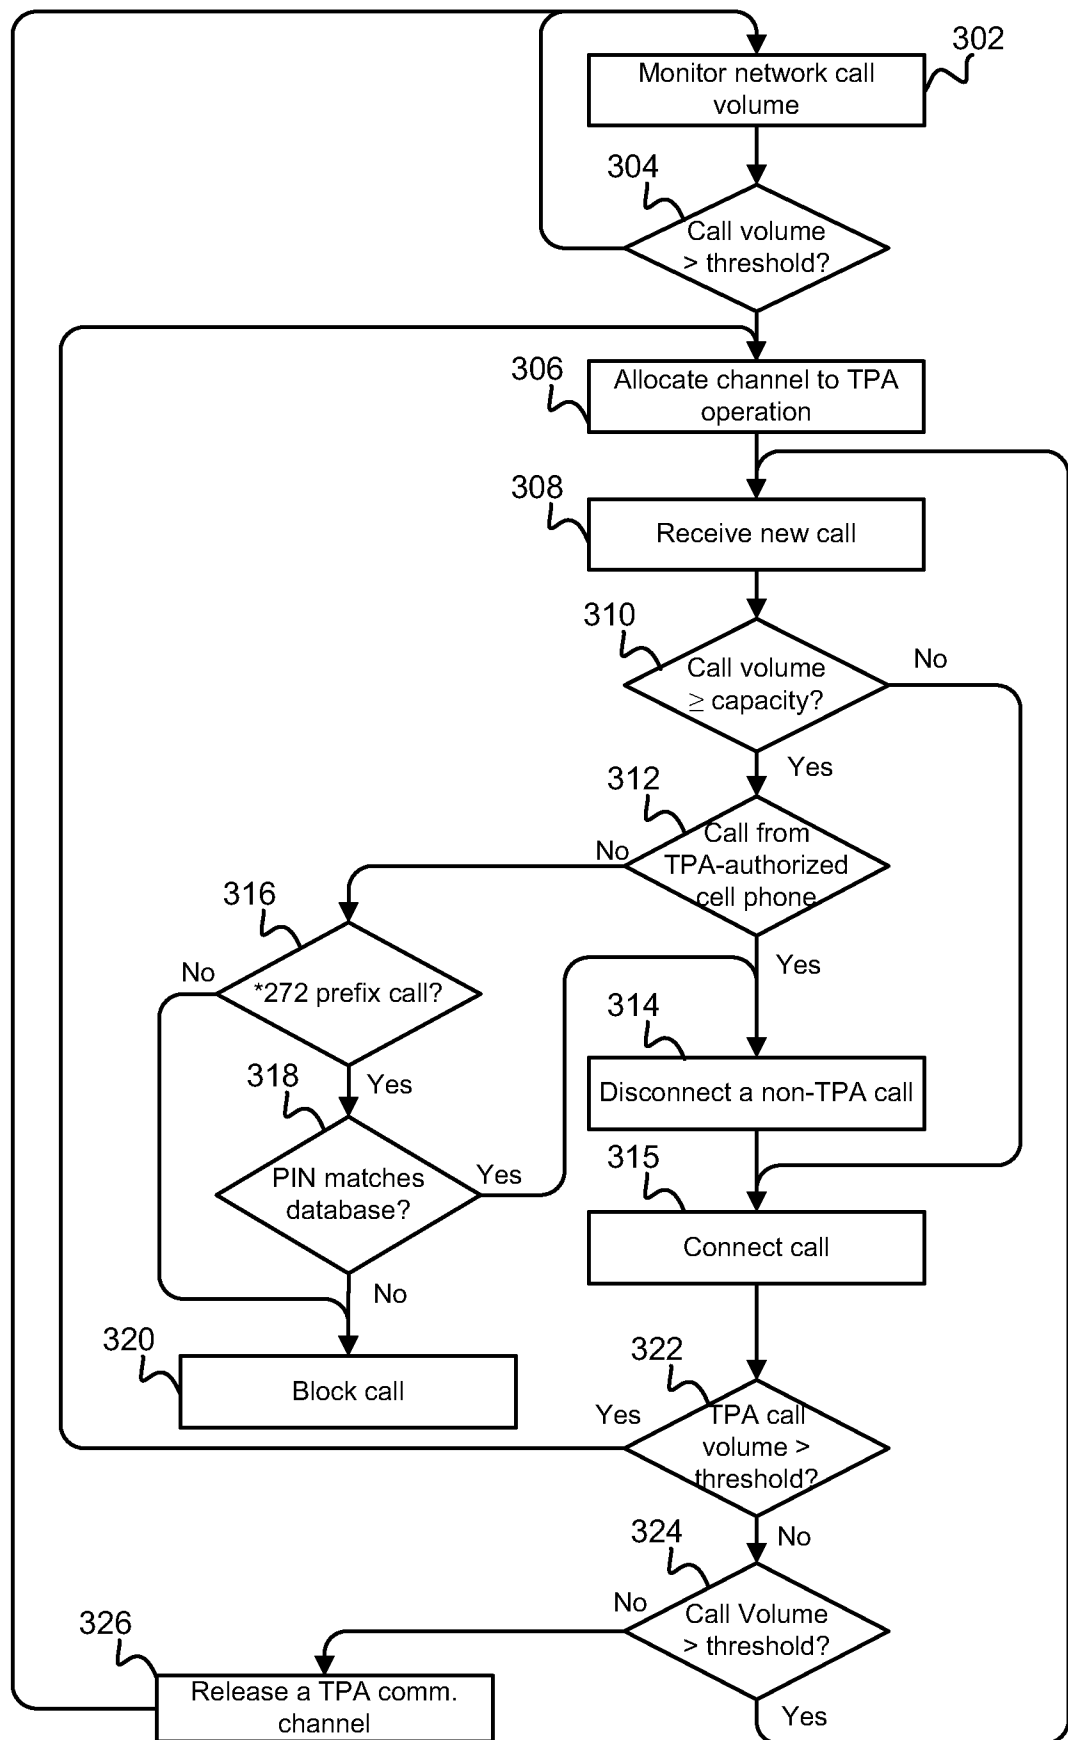 302
Monitor network call
volume
304
Call volume
> threshold?
306
Allocate channel to TPA
operation
308
Receive new call
310
Call volume
≥ capacity?
No
Yes
312
Call from
TPA-authorized
cell phone
No
Yes
316
*272 prefix call?
No
Yes
314
Disconnect a non-TPA call
318
PIN matches
database?
Yes
No
315
Connect call
320
Block call
322
TPA call
volume >
threshold?
Yes
No
324
Call Volume
> threshold?
No
Yes
326
Release a TPA comm.
channel